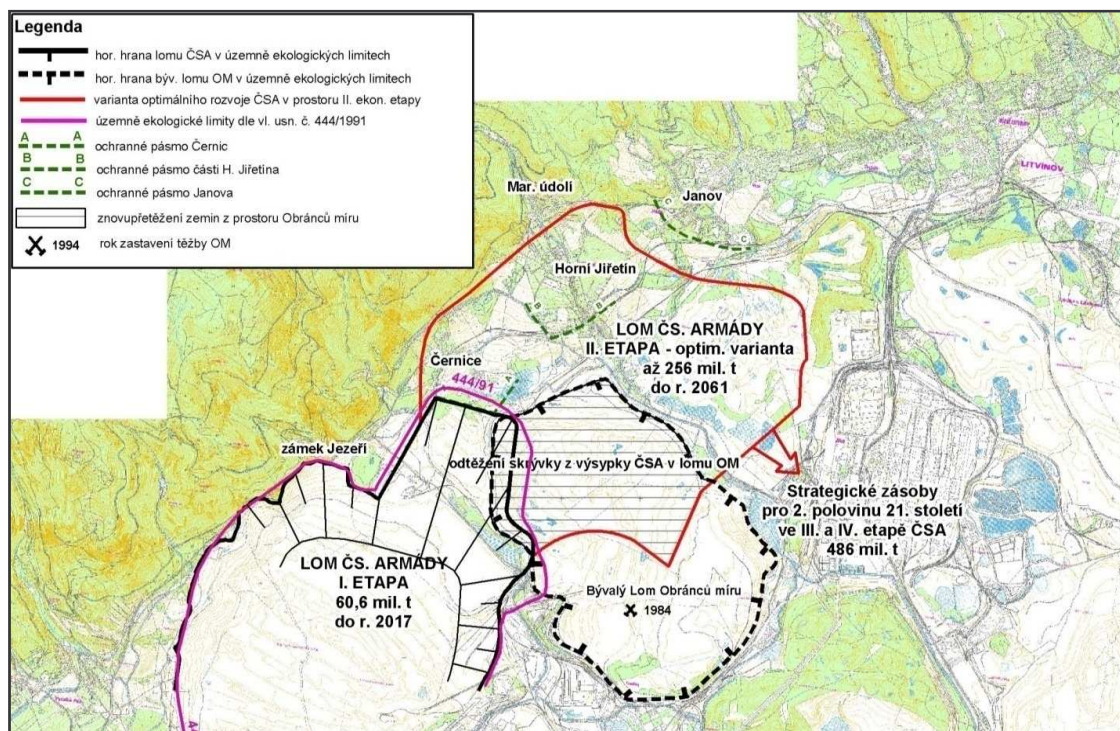 Legenda
hor. hrana lomu ČSA v územně ekologických limitech
hor. hrana býv. lomu OM v územně ekologických limitech
varianta optimálního rozvoje ČSA v prostoru II. ekon. etapy
územně ekologické limity dle vl. usn. č. 444/1991
A A
ochranné pásmo Černic
B B
ochranné pásmo části H. Jiřetína
C C
ochranné pásmo Janova
znovupřetěžení zemin z prostoru Obránců míru
1994 rok zastavení těžby OM
LITVÍNOV
Mar. údolí
Janov
C
C
Horní Jiřetín
B
B
LOM ČS. ARMÁDY
II. ETAPA - optim. varianta
až 256 mil. t
do r. 2061
Černice
444/91
A
zámek Jezeří
odtěžení skrývky z výsypky ČSA v lomu OM
Strategické zásoby
pro 2. polovinu 21. století
ve III. a IV. etapě ČSA
486 mil. t
LOM ČS. ARMÁDY
I. ETAPA
60,6 mil. t
do r. 2017
Bývalý Lom Obránců míru
1984